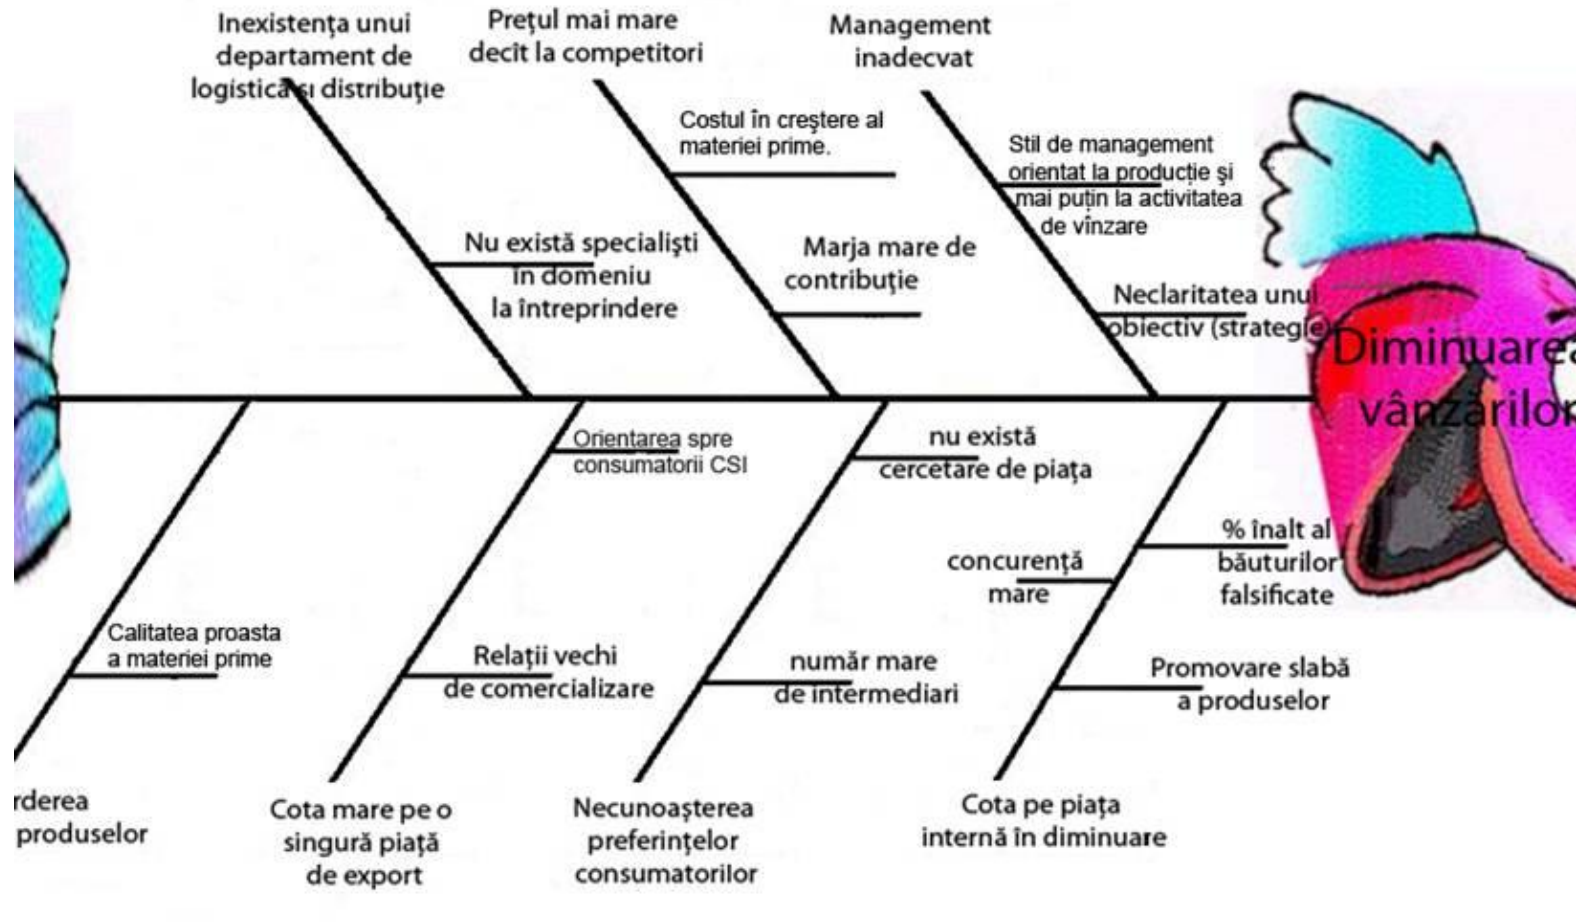 Inexistența unui
departament de
logistică și distribuție
Prețul mai mare
decît la competitori
Management
inadecvat
Costul în creştere al
materiei prime.
Stil de management
orientat la producție şi
mai puțin la activitatea
de vînzare
Nu există specialişti
în domeniu
la întreprindere
Marja mare de
contribuție
Neclaritatea unui
obiectiv (strategie)
Diminuarea
vânzărilor
Orientarea spre
consumatorii CSI
nu există
cercetare de piața
% înalt al
băuturilor
falsificate
concurență
mare
Calitatea proasta
a materiei prime
Relații vechi
de comercializare
număr mare
de intermediari
Promovare slabă
a produselor
rderea
produselor
Cota mare pe o
singură piață
de export
Necunoașterea
preferințelor
consumatorilor
Cota pe piața
internă în diminuare